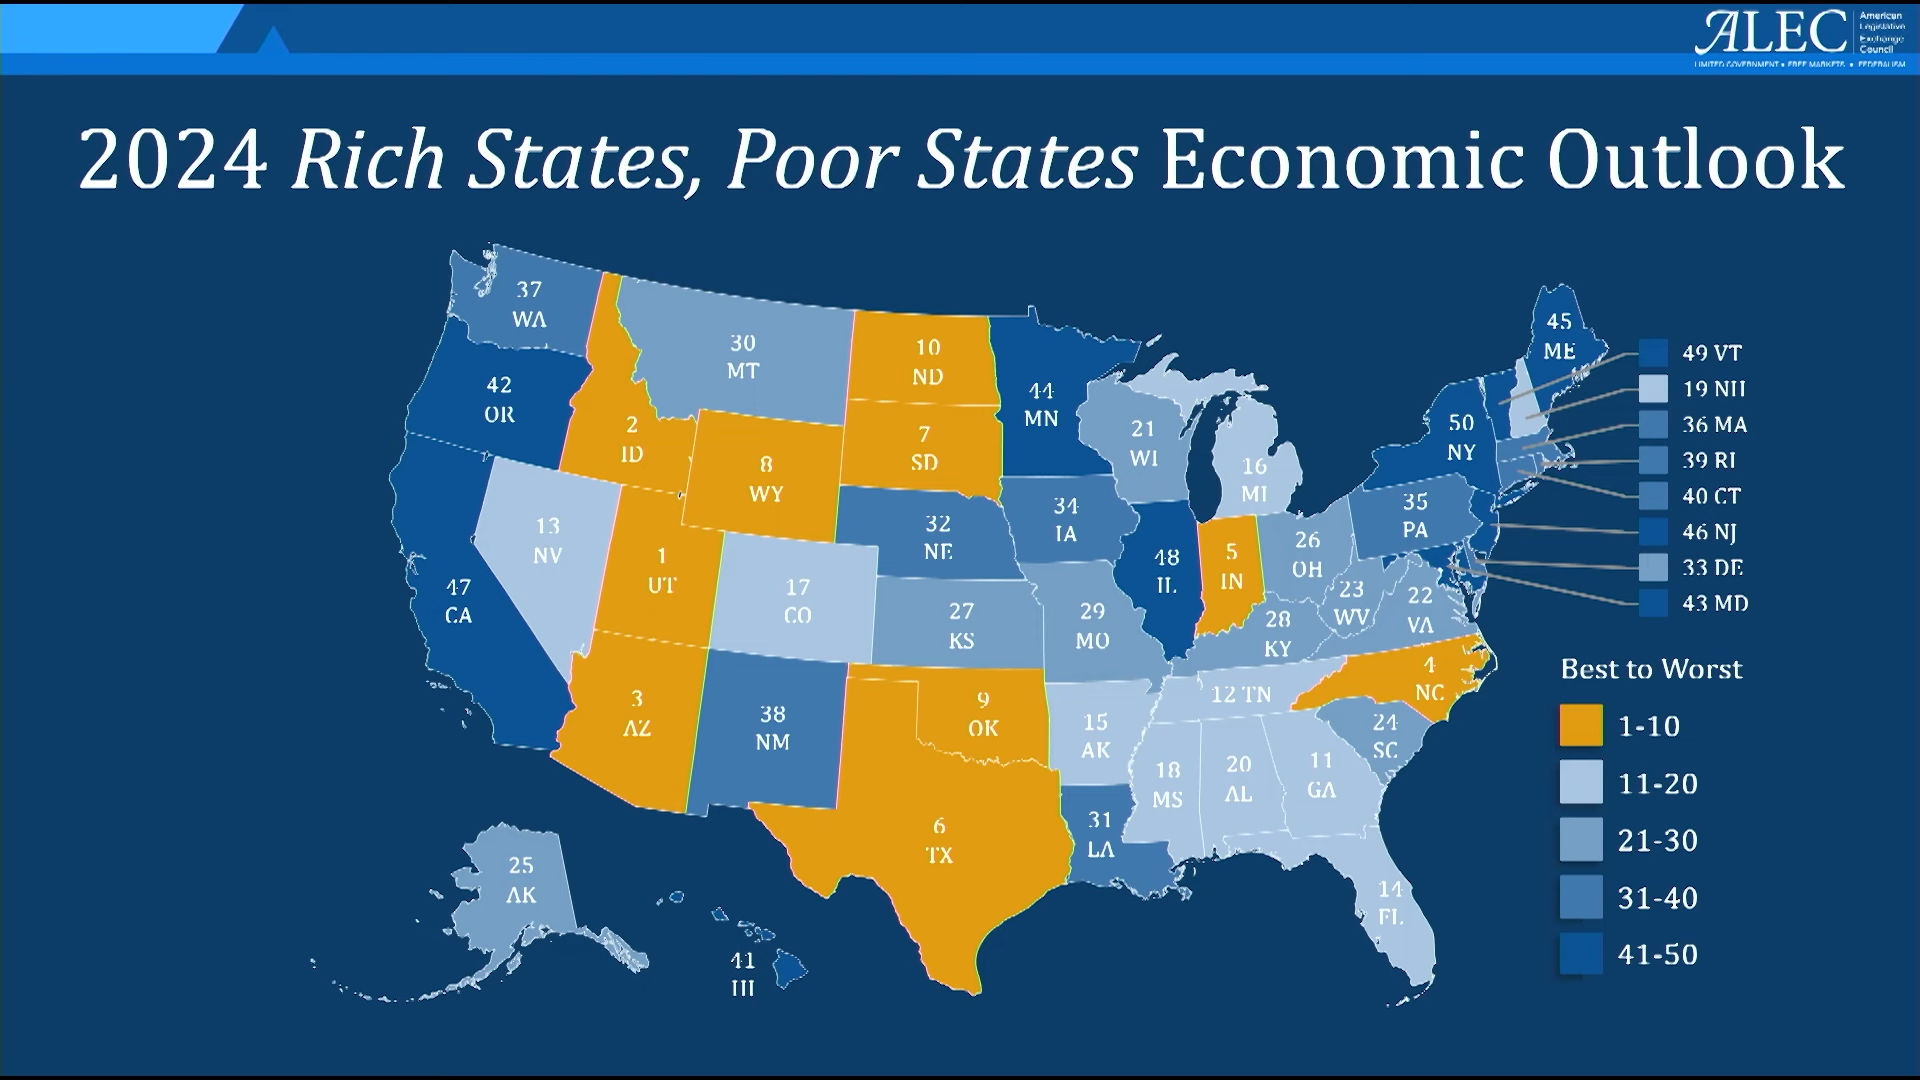 ALEC
American
Legislative
Exchange
Council
LIMITED GOVERNMENT • FREE MARKETS • FEDERALISM
2024 Rich States, Poor States Economic Outlook
37
WA
30
MT
10
ND
42
OR
2
ID
8
WY
7
SD
44
MN
21
WI
16
MI
45
ME
50
NY
49 VT
19 NH
36 MA
39 RI
40 CT
46 NJ
33 DE
43 MD
13
NV
1
UT
17
CO
32
NE
34
IA
48
IL
5
IN
26
OH
35
PA
23
WV
22
VA
47
CA
27
KS
29
MO
28
KY
4
NC
12 TN
3
AZ
38
NM
9
OK
15
AK
24
SC
18
MS
20
AL
11
GA
6
TX
31
LA
14
FL
25
AK
41
HI
Best to Worst
1-10
11-20
21-30
31-40
41-50